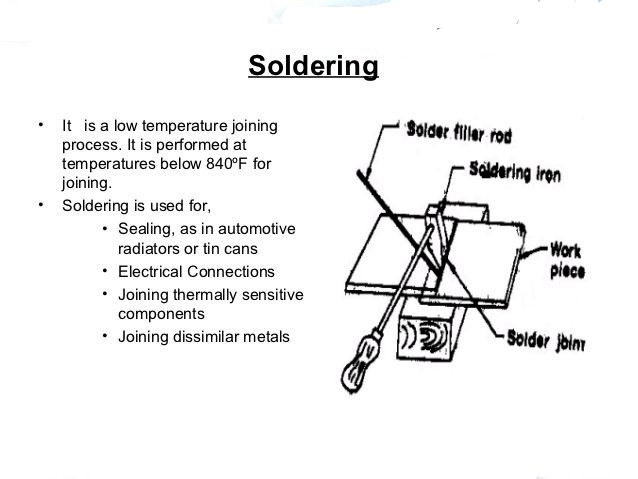 Soldering
• It is a low temperature joining
process. It is performed at
temperatures below 840ºF for
joining.
• Soldering is used for,
• Sealing, as in automotive
radiators or tin cans
• Electrical Connections
• Joining thermally sensitive
components
• Joining dissimilar metals
Solder filler rod
Soldering iron
Work
piece
Solder joint